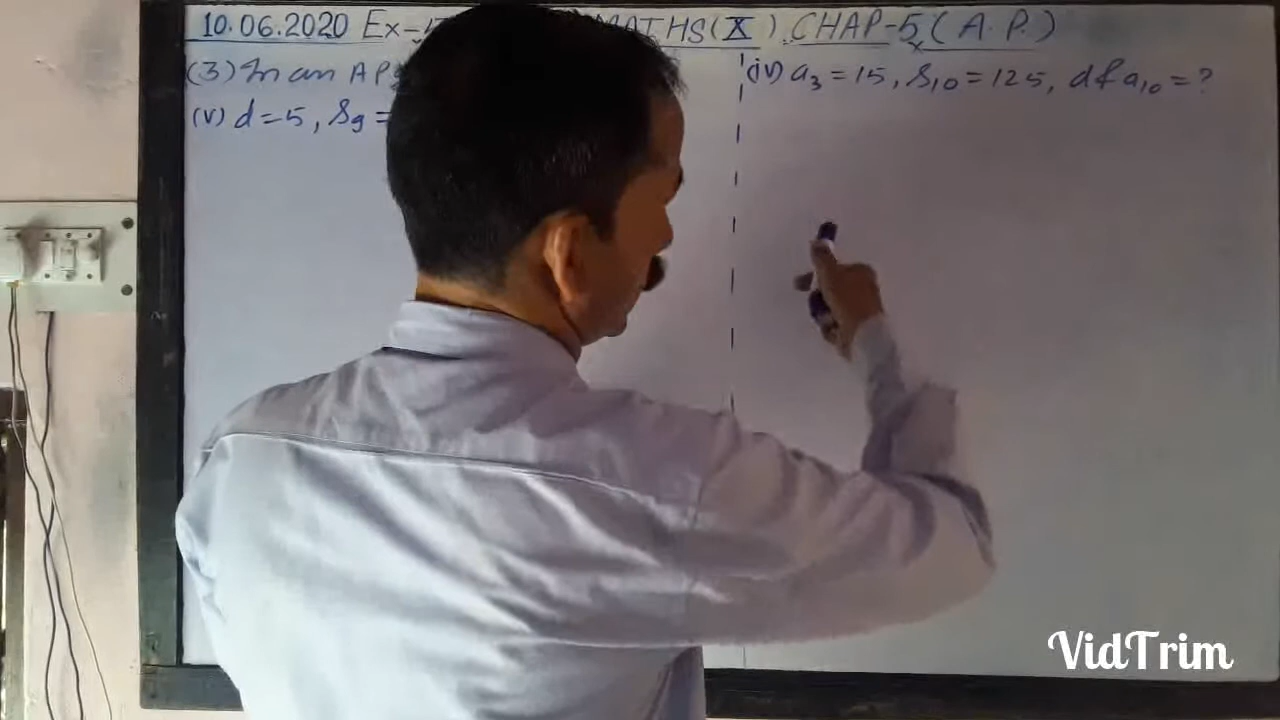 10.06.2020 Ex- MATHS(X) CHAP-5(A.P.)
(3) In an AP
(v) d=5, S9=
(iv) a3=15, S10=125, d & a10=?
VidTrim